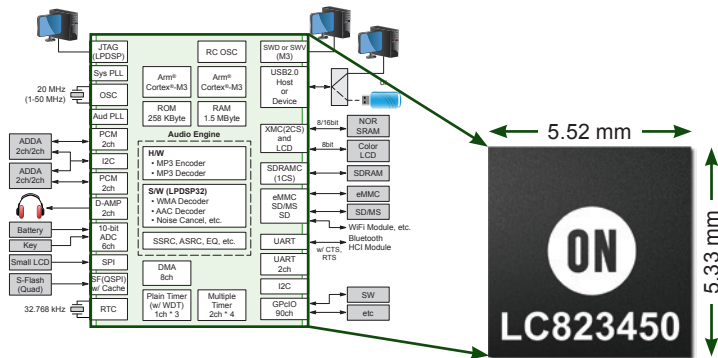 JTAG
(LPDSP)
Sys PLL
OSC
Aud PLL
PCM
2ch
I2C
PCM
2ch
D-AMP
2ch
10-bit
ADC
6ch
SPI
SF(QSPI)
w/ Cache
RTC
20 MHz
(1-50 MHz)
ADDA
2ch/2ch
ADDA
2ch/2ch
Battery
Key
Small LCD
S-Flash
(Quad)
32.768 kHz
RC OSC
Arm®
Cortex®-M3
Arm®
Cortex®-M3
ROM
258 KByte
RAM
1.5 MByte
Audio Engine
H/W
• MP3 Encoder
• MP3 Decoder
S/W (LPDSP32)
• WMA Decoder
• AAC Decoder
• Noise Cancel, etc.
SSRC, ASRC, EQ, etc.
DMA
8ch
Plain Timer
(w/ WDT)
1ch * 3
Multiple
Timer
2ch * 4
SWD or SWV
(M3)
USB2.0
Host
or
Device
XMC(2CS)
and
LCD
SDRAMC
(1CS)
eMMC
SD/MS
SD
UART
UART
2ch
I2C
GPcIO
90ch
8/16bit
8bit
w/ CTS,
RTS
NOR
SRAM
Color
LCD
SDRAM
eMMC
SD/MS
WiFi Module, etc.
Bluetooth
HCI Module
SW
etc
5.52 mm
5.33 mm
ON
LC823450